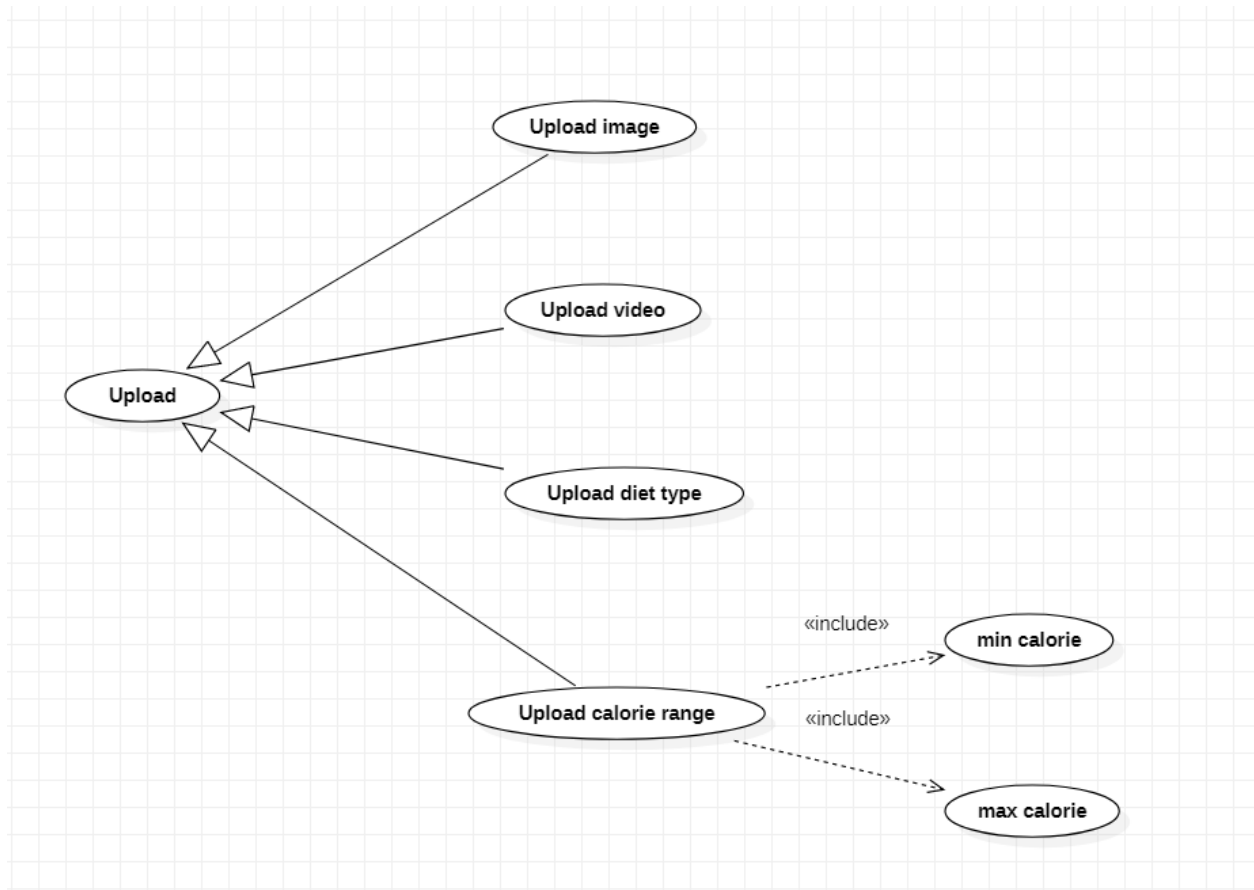 Upload image
Upload video
Upload
Upload diet type
«include»
min calorie
Upload calorie range
«include»
max calorie